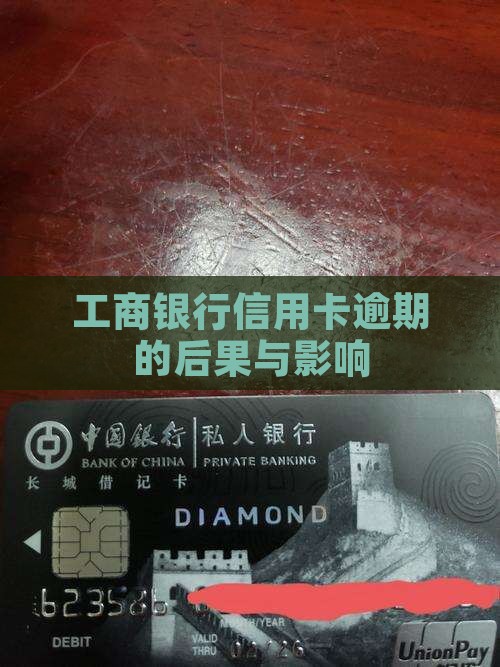 工商银行信用卡逾期
的后果与影响
中国银行 | 私人银行
BANK OF CHINA | PRIVATE BANKING
长城借记卡
DIAMOND
MONTH/YEAR
DEBIT
VALID
THRU
UnionPay